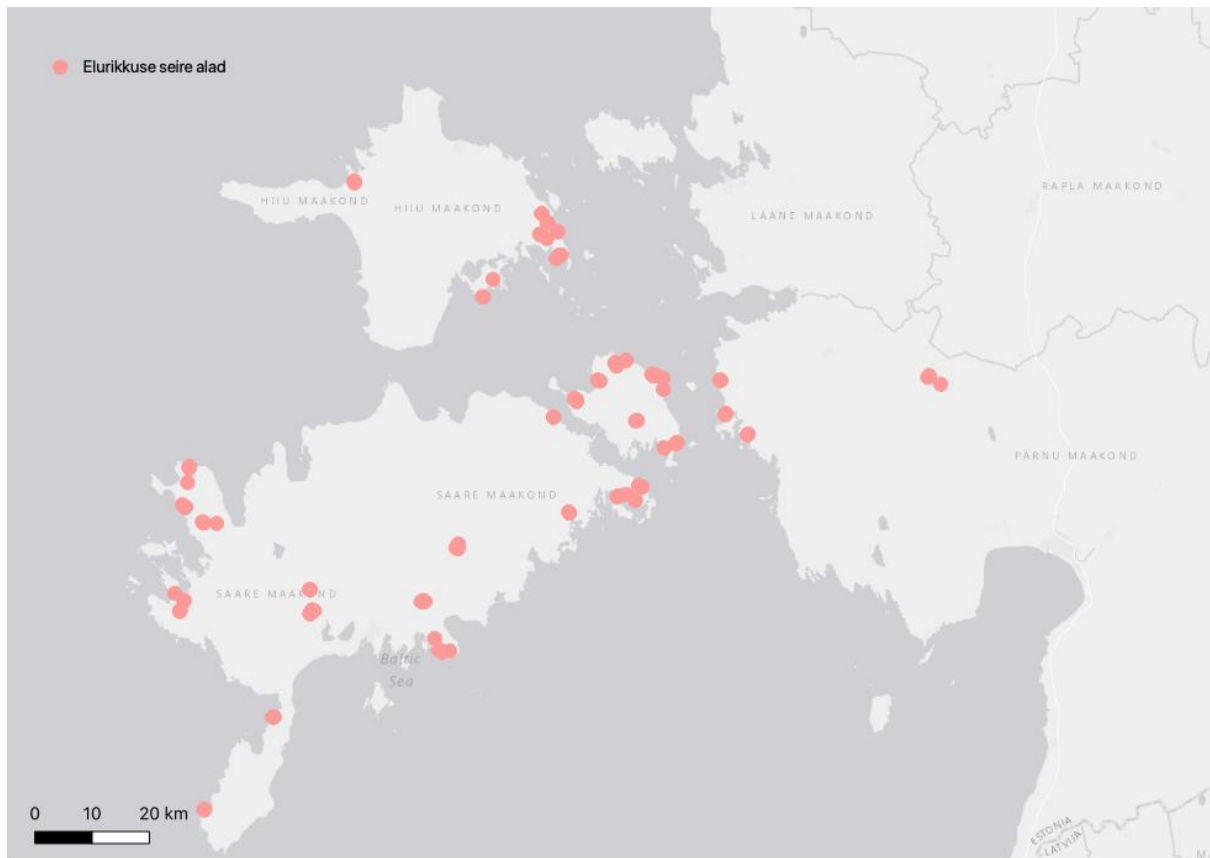 Elurikkuse seire alad
RAPLA MAAKOND
HIIU MAAKOND
HIIU MAAKOND
LÄÄNE MAAKOND
PÄRNU MAAKOND
SAARE MAAKOND
SAARE MAAKOND
Baltic
Sea
0 10 20 km
ESTONIA
LATVIJA